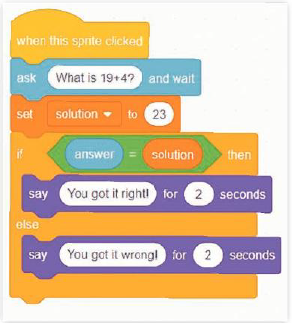 when this sprite clicked
ask What is 19+4? and wait
set solution to 23
if answer = solution then
say You got it right! for 2 seconds
else
say You got it wrong! for 2 seconds